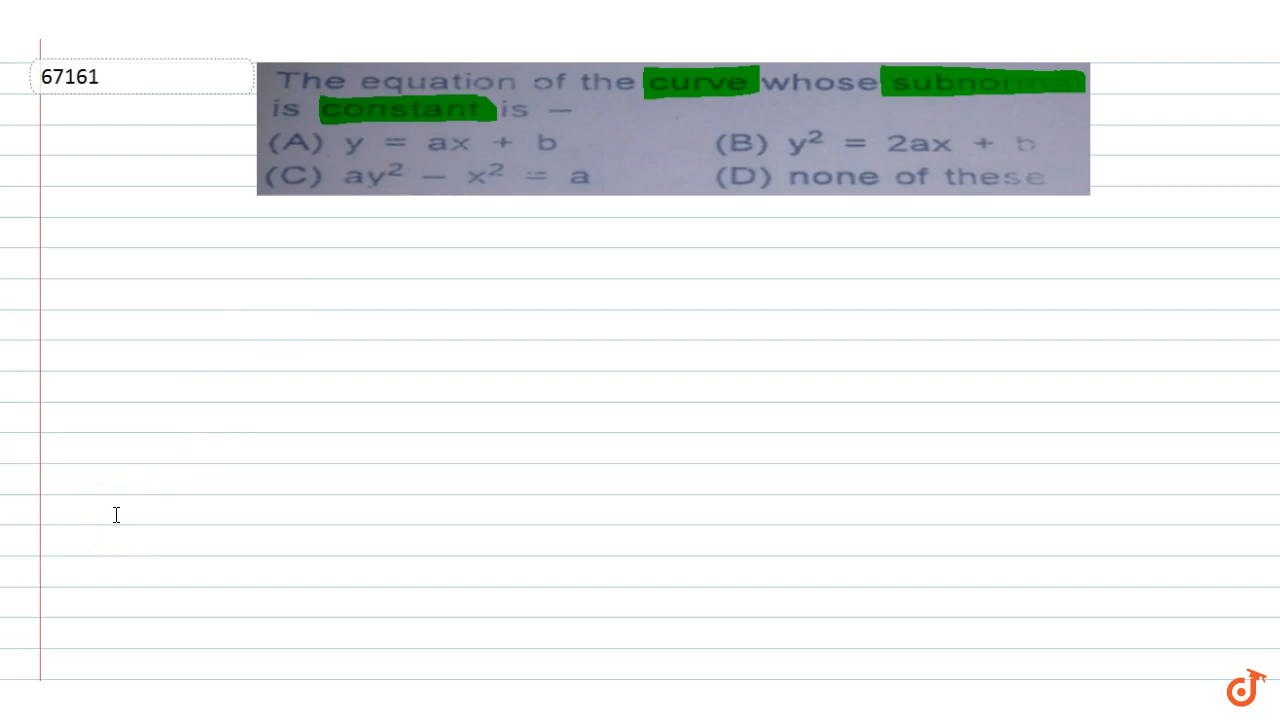 67161
The equation of the curve whose subnormal
is constant is –
(A) y = ax + b (B) y² = 2ax + b
(C) ay² – x² = a (D) none of these